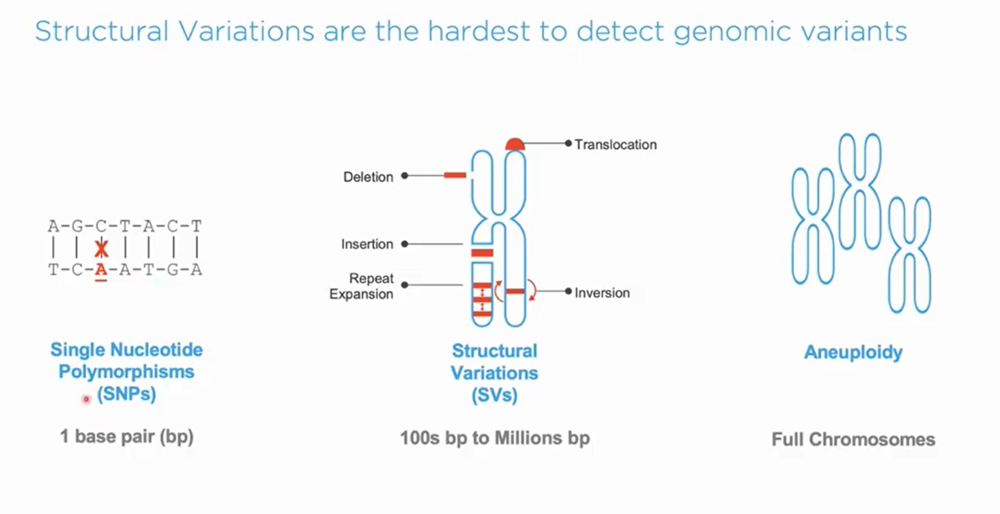 Structural Variations are the hardest to detect genomic variants
A-G-C-T-A-C-T
X
T-C-A-A-T-G-A
Single Nucleotide
Polymorphisms
(SNPs)
1 base pair (bp)
Deletion
Insertion
Repeat
Expansion
Translocation
Inversion
Structural
Variations
(SVs)
100s bp to Millions bp
Aneuploidy
Full Chromosomes